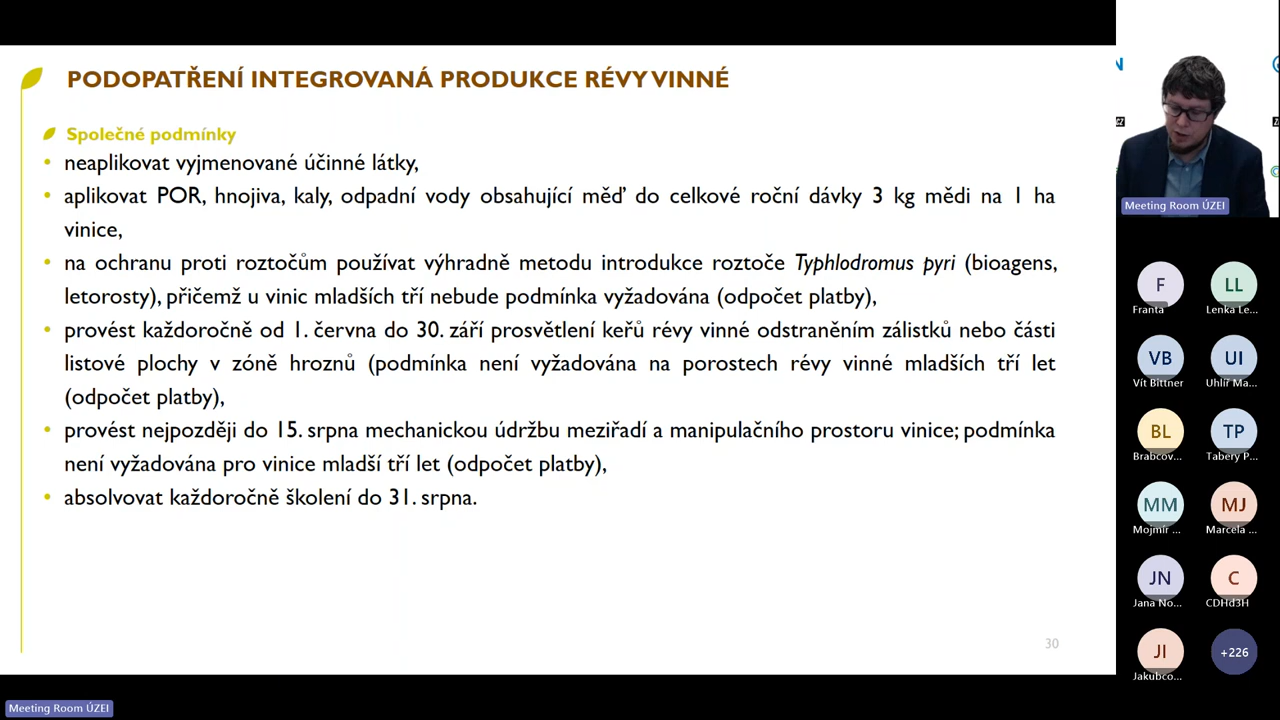 PODOPATŘENÍ INTEGROVANÁ PRODUKCE RÉVY VINNÉ
Společné podmínky
• neaplikovat vyjmenované účinné látky,
• aplikovat POR, hnojiva, kaly, odpadní vody obsahující měď do celkové roční dávky 3 kg mědi na 1 ha
vinice,
• na ochranu proti roztočům používat výhradně metodu introdukce roztoče Typhlodromus pyri (bioagens,
letorosty), přičemž u vinic mladších tří nebude podmínka vyžadována (odpočet platby),
• provést každoročně od 1. června do 30. září prosvětlení keřů révy vinné odstraněním zálistků nebo části
listové plochy v zóně hroznů (podmínka není vyžadována na porostech révy vinné mladších tří let
(odpočet platby),
• provést nejpozději do 15. srpna mechanickou údržbu meziřadí a manipulačního prostoru vinice; podmínka
není vyžadována pro vinice mladší tří let (odpočet platby),
• absolvovat každoročně školení do 31. srpna.
30
Meeting Room ÚZEI
Meeting Room ÚZEI
F
Franta
LL
Lenka Le...
VB
Vít Bittner
UI
Uhlíř Ma...
BL
Brabcov...
TP
Tabery P...
MM
Mojmír ...
MJ
Marcela ...
JN
Jana No...
C
CDHd3H
JI
Jakubco...
+226